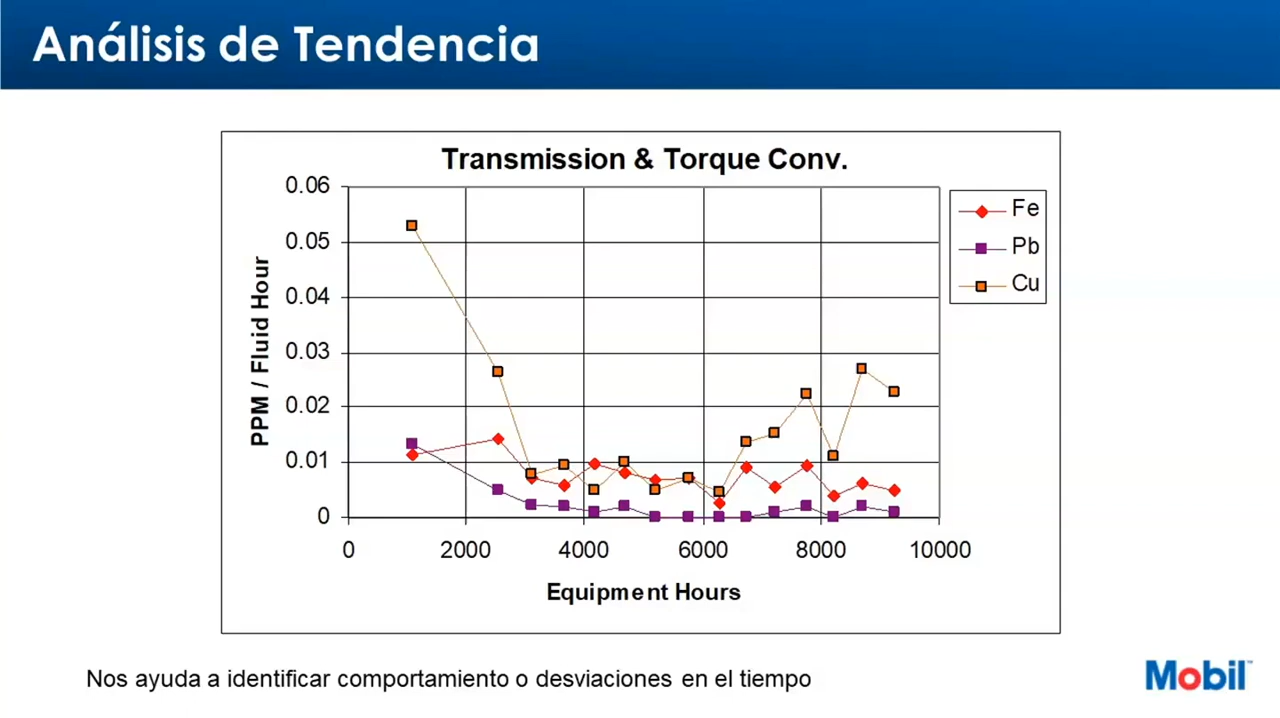 Análisis de Tendencia
Transmission & Torque Conv.
0.06
0.05
0.04
0.03
0.02
0.01
0
PPM / Fluid Hour
0 2000 4000 6000 8000 10000
Equipment Hours
Fe
Pb
Cu
Nos ayuda a identificar comportamiento o desviaciones en el tiempo
Mobil™